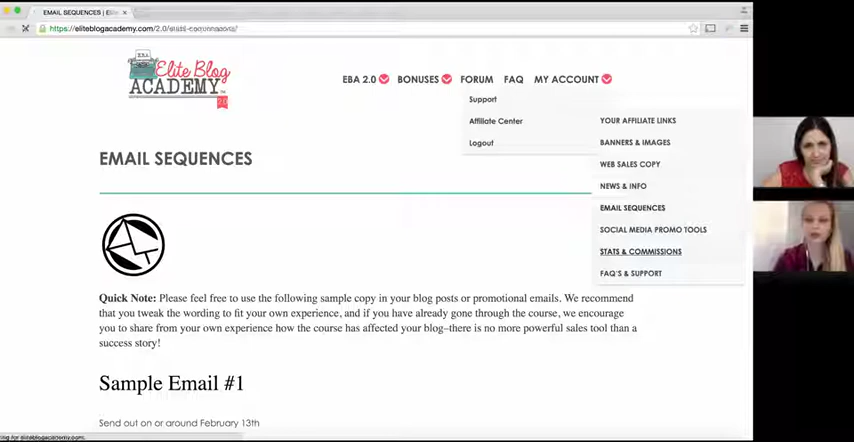 EMAIL SEQUENCES | E
https://eliteblogacademy.com/2.0/
EBA
Elite Blog
ACADEMY
2.0
EBA 2.0 BONUSES FORUM FAQ MY ACCOUNT
Support
Affiliate Center
Logout
YOUR AFFILIATE LINKS
BANNERS & IMAGES
WEB SALES COPY
NEWS & INFO
EMAIL SEQUENCES
SOCIAL MEDIA PROMO TOOLS
STATS & COMMISSIONS
FAQ'S & SUPPORT
EMAIL SEQUENCES
Quick Note: Please feel free to use the following sample copy in your blog posts or promotional emails. We recommend
that you tweak the wording to fit your own experience, and if you have already gone through the course, we encourage
you to share from your own experience how the course has affected your blog–there is no more powerful sales tool than a
success story!
Sample Email #1
Send out on or around February 13th
for eliteblogacademy.com.